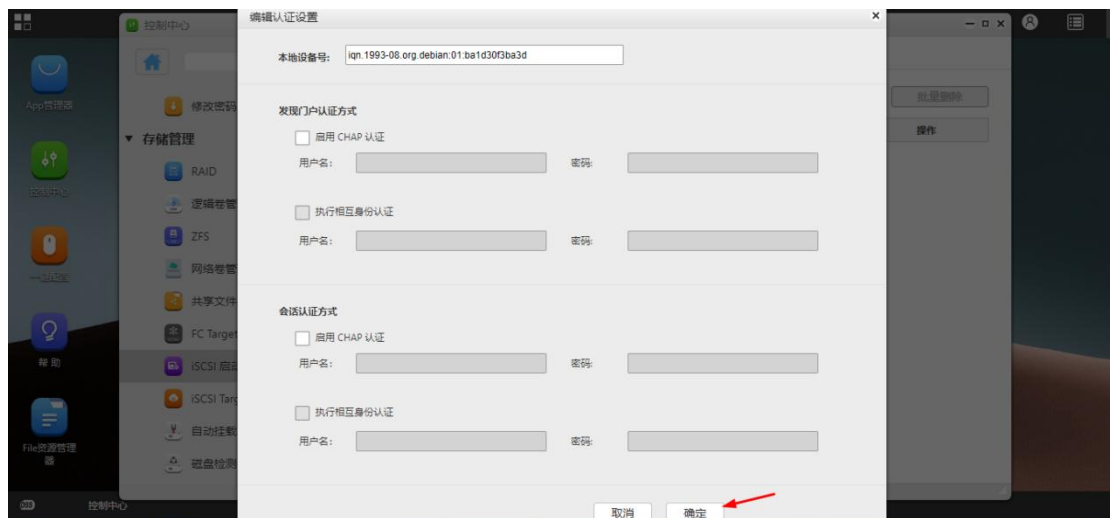 编辑认证设置
×
控制中心
本地设备号:
iqn.1993-08.org.debian:01:ba1d30f3ba3d
App管理器
修改密码
批量删除
发现门户认证方式
存储管理
启用 CHAP 认证
操作
用户名:
密码:
RAID
控制中心
逻辑卷管
执行相互身份认证
ZFS
用户名:
密码:
网络卷管
共享文件
会话认证方式
FC Target
启用 CHAP 认证
帮 助
iSCSI 启动
用户名:
密码:
iSCSI Targ
执行相互身份认证
自动挂载
File资源管理
器
用户名:
密码:
磁盘检测
控制中心
取消
确定